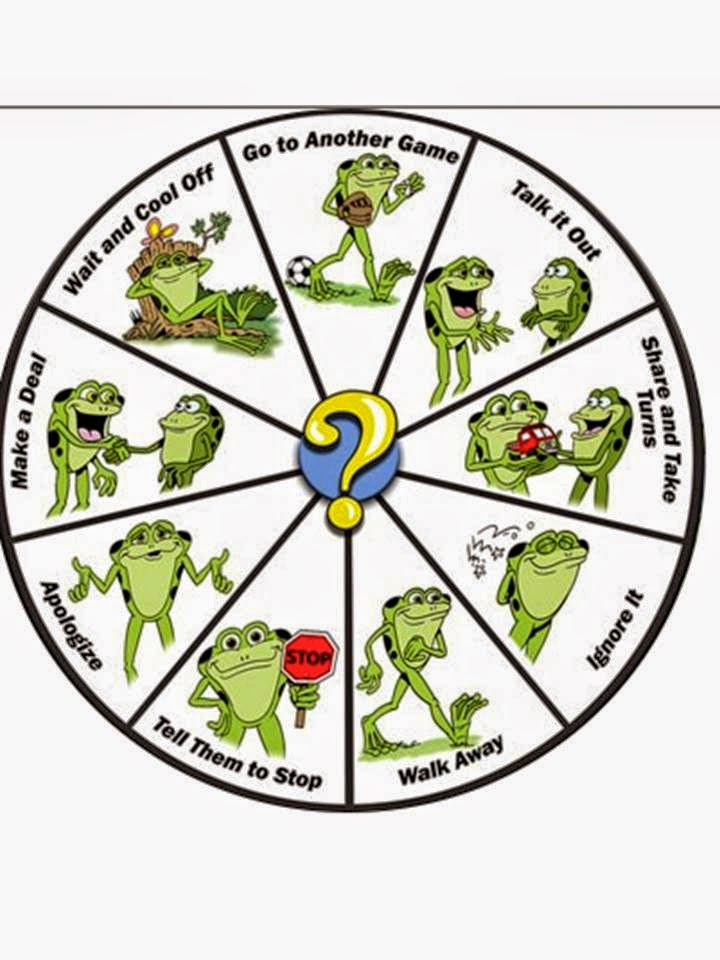 Go to Another Game
Talk it Out
Share and Take
Turns
Ignore It
Walk Away
Tell Them to Stop
STOP
Apologize
Make a Deal
Wait and Cool Off
?